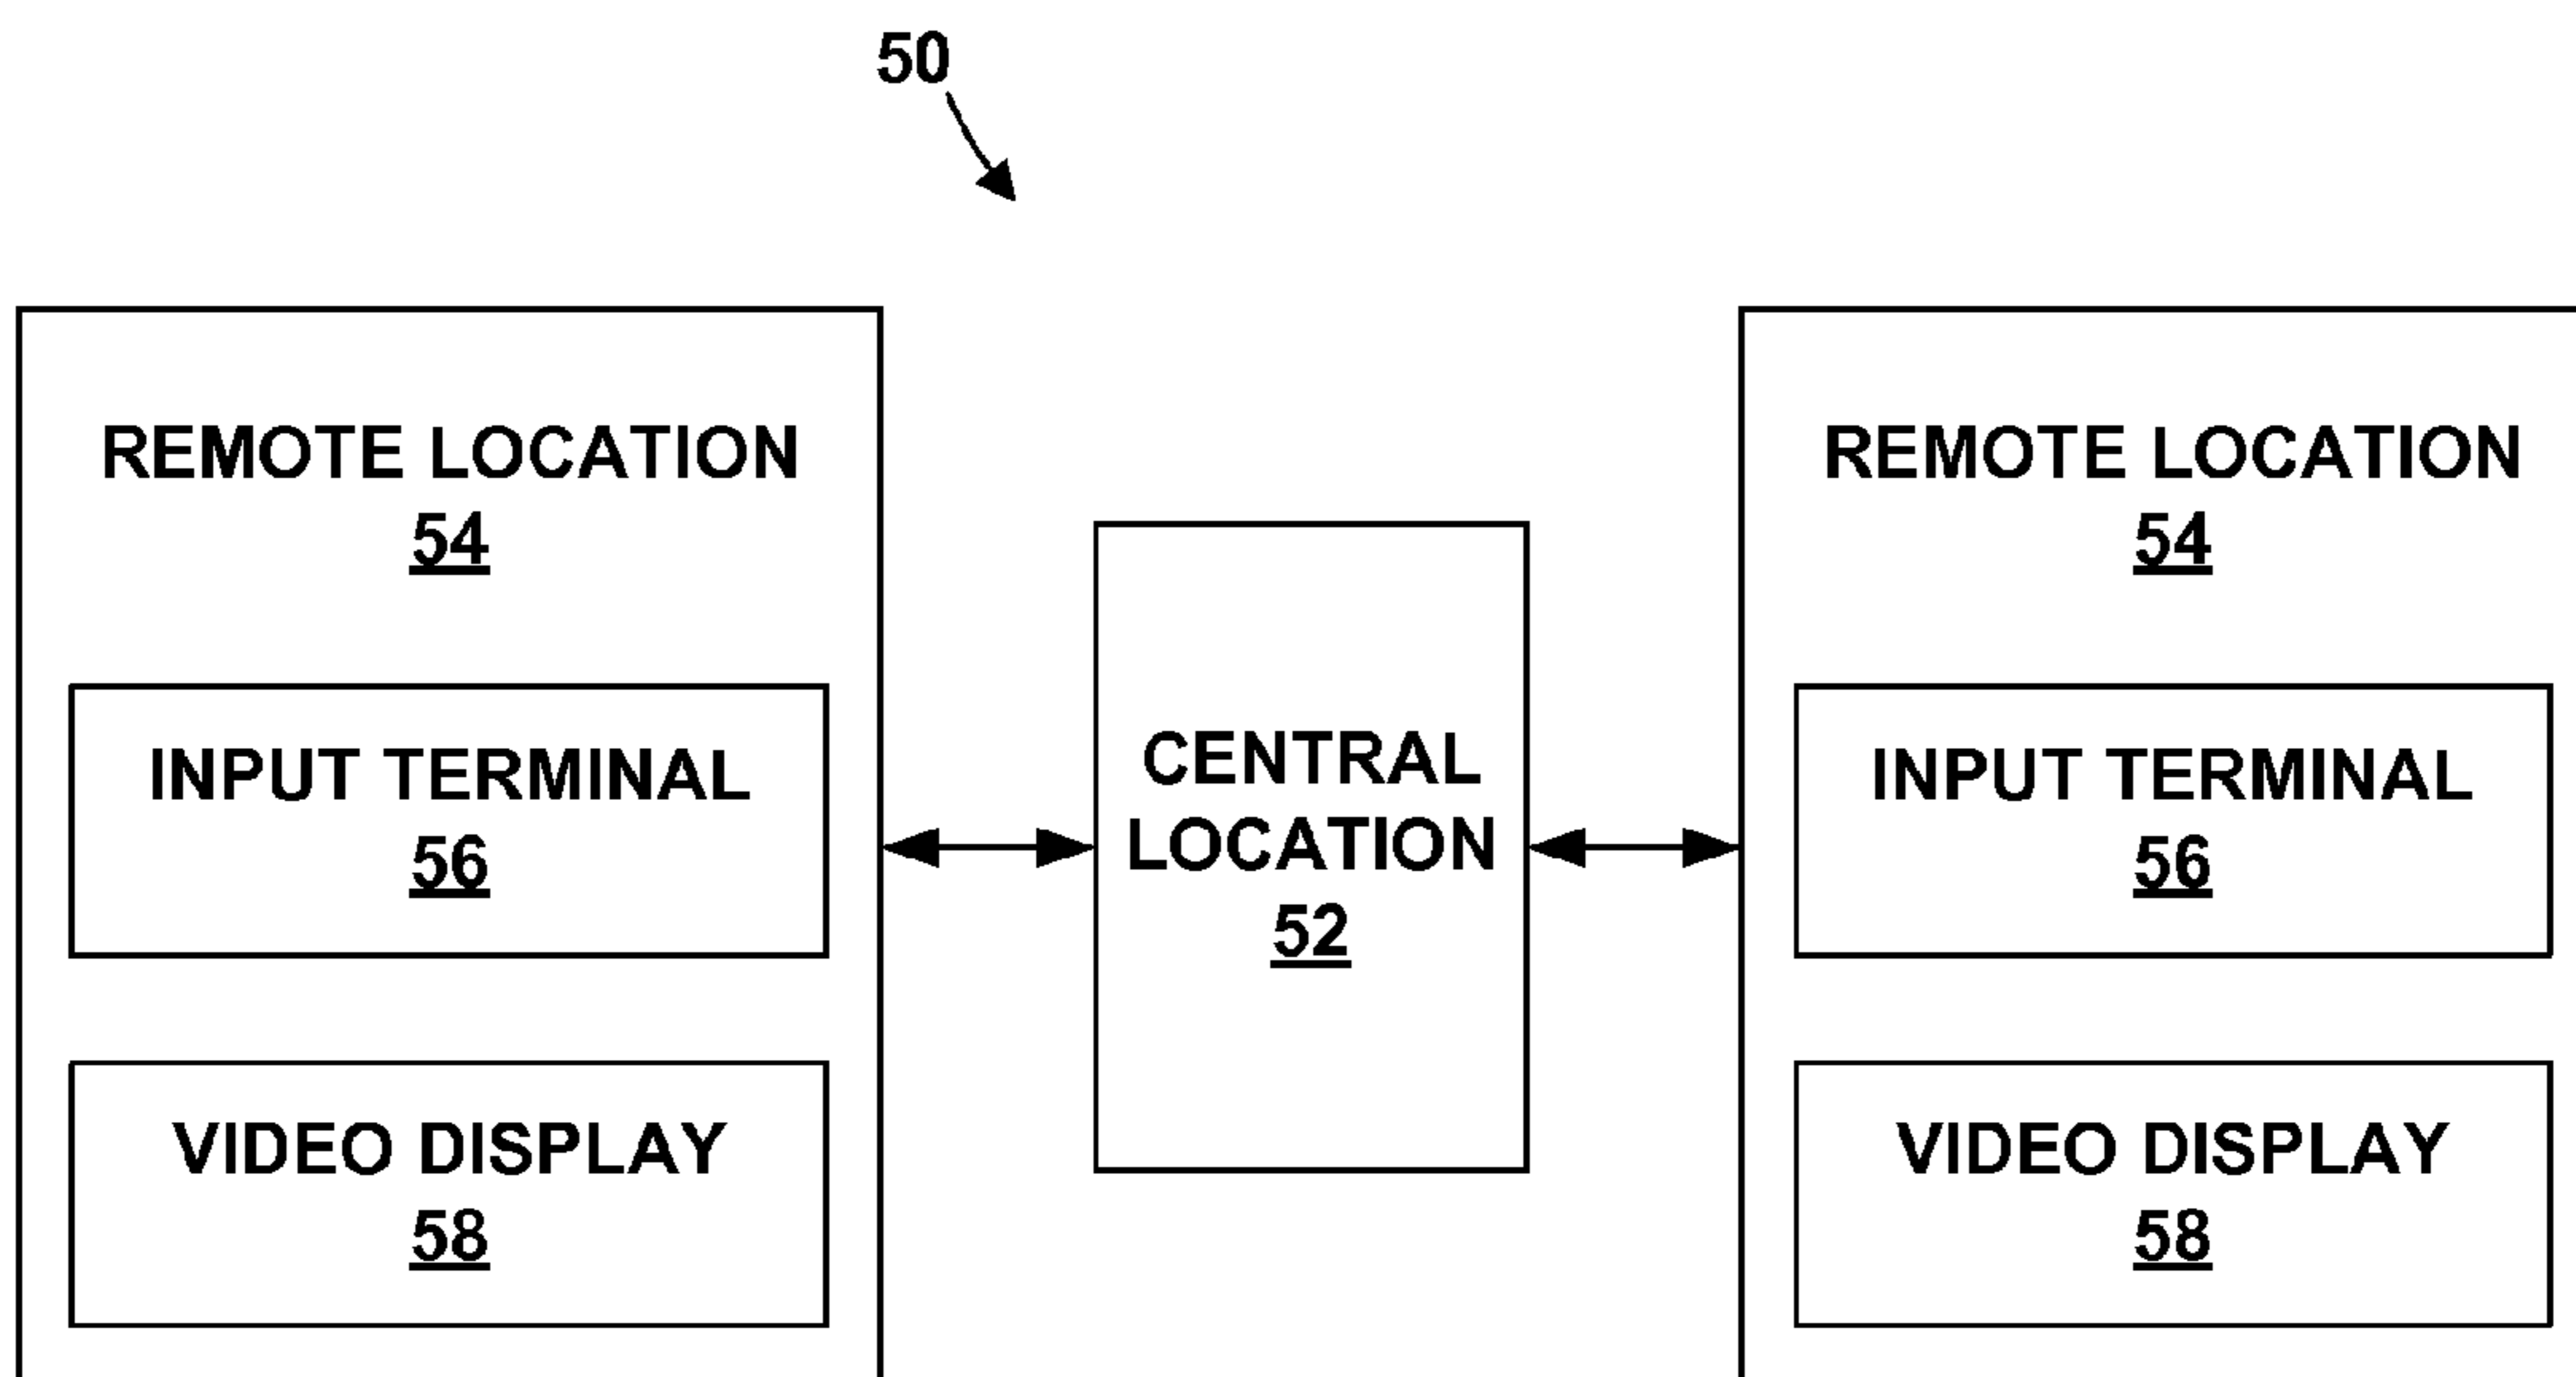 50
REMOTE LOCATION
54
INPUT TERMINAL
56
VIDEO DISPLAY
58
CENTRAL
LOCATION
52
REMOTE LOCATION
54
INPUT TERMINAL
56
VIDEO DISPLAY
58